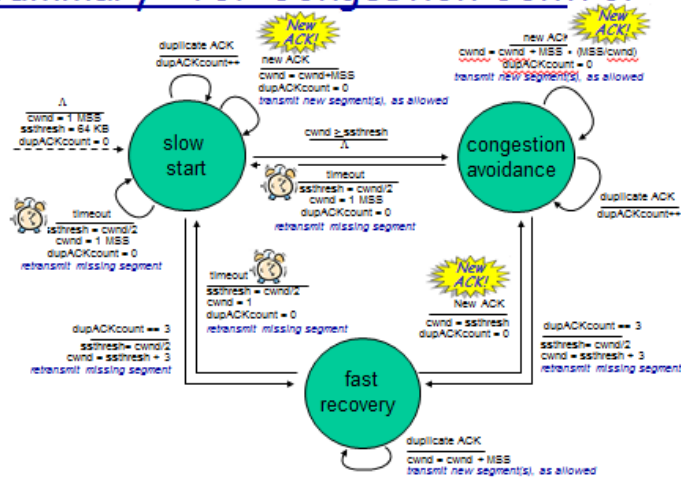 TCP Congestion Control
New
ACK!
duplicate ACK
dupACKcount++
new ACK
cwnd = cwnd+MSS
dupACKcount = 0
transmit new segment(s), as allowed
New
ACK!
new ACK
cwnd = cwnd + MSS • (MSS/cwnd)
dupACKcount = 0
transmit new segment(s), as allowed
Λ
cwnd = 1 MSS
ssthresh = 64 KB
dupACKcount = 0
slow
start
cwnd ≥ ssthresh
Λ
congestion
avoidance
timeout
ssthresh = cwnd/2
cwnd = 1 MSS
dupACKcount = 0
retransmit missing segment
timeout
ssthresh = cwnd/2
cwnd = 1 MSS
dupACKcount = 0
retransmit missing segment
duplicate ACK
dupACKcount++
timeout
ssthresh = cwnd/2
cwnd = 1
dupACKcount = 0
retransmit missing segment
New
ACK!
New ACK
cwnd = ssthresh
dupACKcount = 0
dupACKcount == 3
ssthresh= cwnd/2
cwnd = ssthresh + 3
retransmit missing segment
dupACKcount == 3
ssthresh= cwnd/2
cwnd = ssthresh + 3
retransmit missing segment
fast
recovery
duplicate ACK
cwnd = cwnd + MSS
transmit new segment(s), as allowed